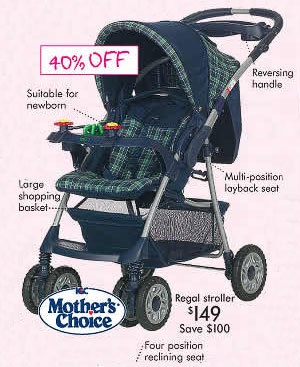 40% OFF
Reversing
handle
Suitable for
newborn
Multi-position
layback seat
Large
shopping
basket
Mother's
Choice
Regal stroller
$149
Save $100
Four position
reclining seat